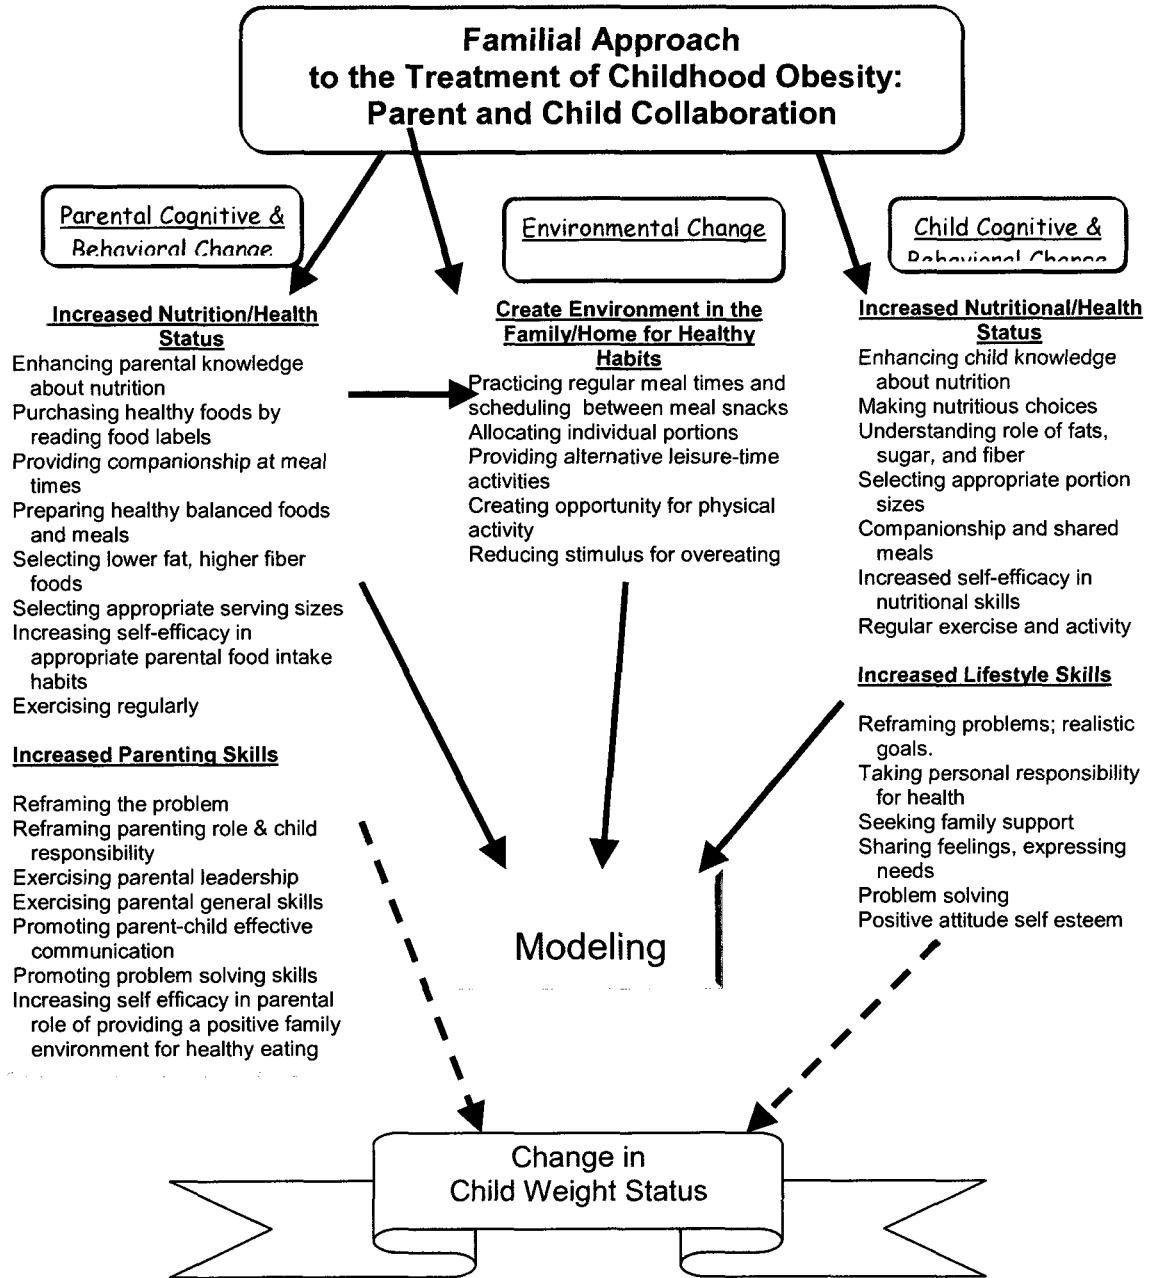 Familial Approach
to the Treatment of Childhood Obesity:
Parent and Child Collaboration
Parental Cognitive &
Behavioral Change
Increased Nutrition/Health
Status
Enhancing parental knowledge
about nutrition
Purchasing healthy foods by
reading food labels
Providing companionship at meal
times
Preparing healthy balanced foods
and meals
Selecting lower fat, higher fiber
foods
Selecting appropriate serving sizes
Increasing self-efficacy in
appropriate parental food intake
habits
Exercising regularly
Increased Parenting Skills
Reframing the problem
Reframing parenting role & child
responsibility
Exercising parental leadership
Exercising parental general skills
Promoting parent-child effective
communication
Promoting problem solving skills
Increasing self efficacy in parental
role of providing a positive family
environment for healthy eating
Environmental Change
Create Environment in the
Family/Home for Healthy
Habits
Practicing regular meal times and
scheduling between meal snacks
Allocating individual portions
Providing alternative leisure-time
activities
Creating opportunity for physical
activity
Reducing stimulus for overeating
Child Cognitive &
Behavioral Change
Increased Nutritional/Health
Status
Enhancing child knowledge
about nutrition
Making nutritious choices
Understanding role of fats,
sugar, and fiber
Selecting appropriate portion
sizes
Companionship and shared
meals
Increased self-efficacy in
nutritional skills
Regular exercise and activity
Increased Lifestyle Skills
Reframing problems; realistic
goals.
Taking personal responsibility
for health
Seeking family support
Sharing feelings, expressing
needs
Problem solving
Positive attitude self esteem
Modeling
Change in
Child Weight Status